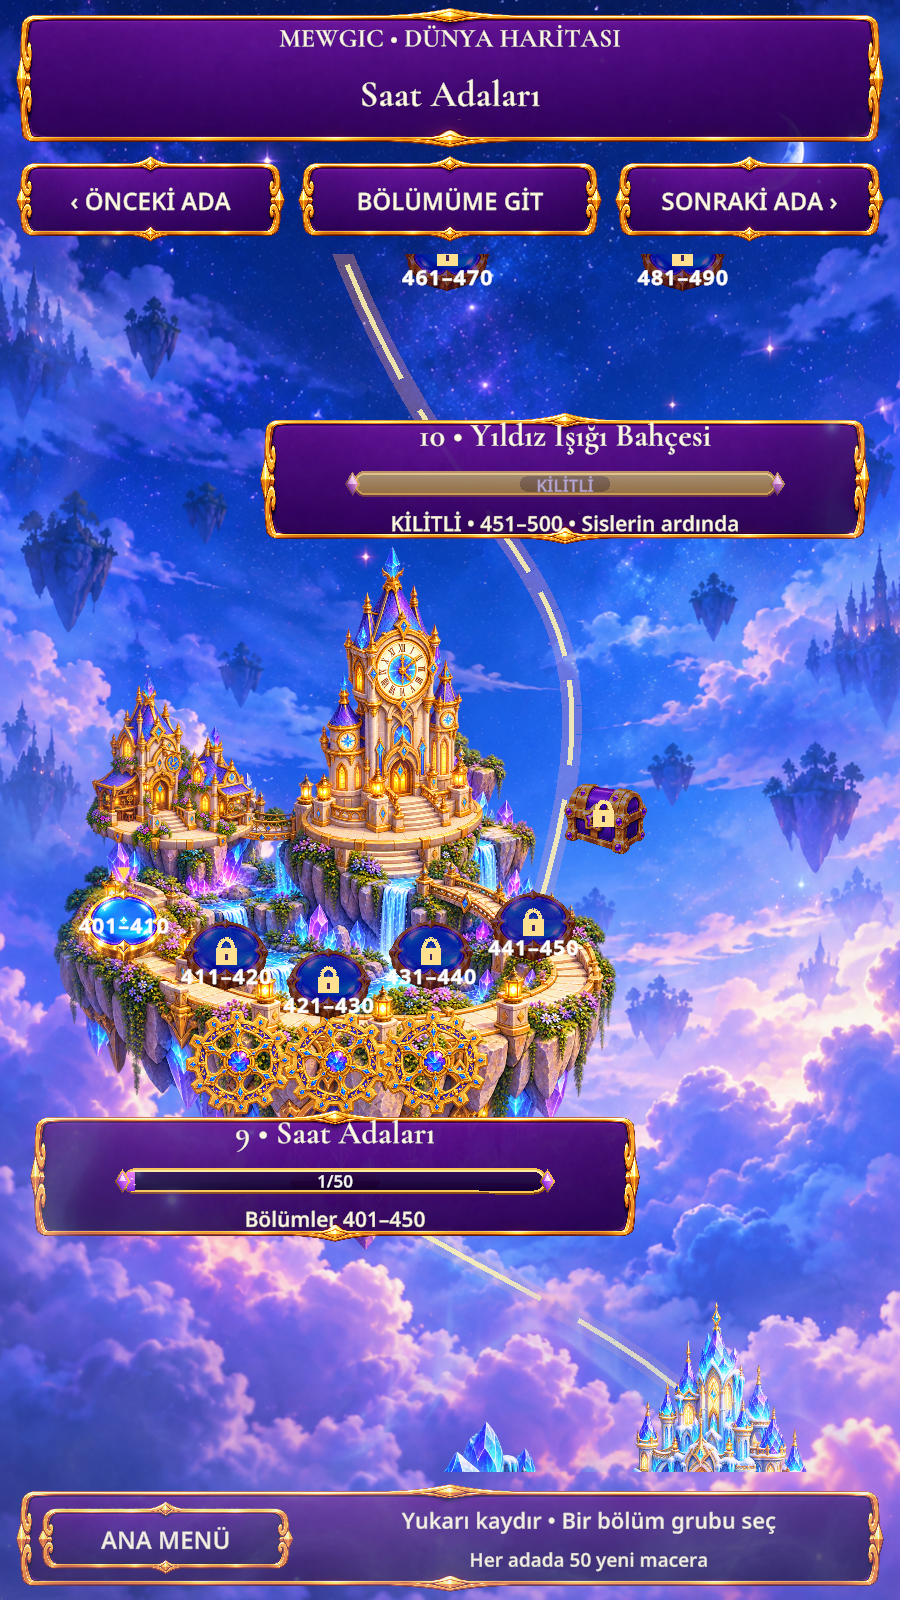 MEWGIC • DÜNYA HARİTASI
Saat Adaları
‹ ÖNCEKİ ADA
BÖLÜMÜME GİT
SONRAKİ ADA ›
461–470
481–490
10 • Yıldız Işığı Bahçesi
KİLİTLİ
KİLİTLİ • 451–500 • Sislerin ardında
401–410
411–420
421–430
431–440
441–450
9 • Saat Adaları
1/50
Bölümler 401–450
ANA MENÜ
Yukarı kaydır • Bir bölüm grubu seç
Her adada 50 yeni macera